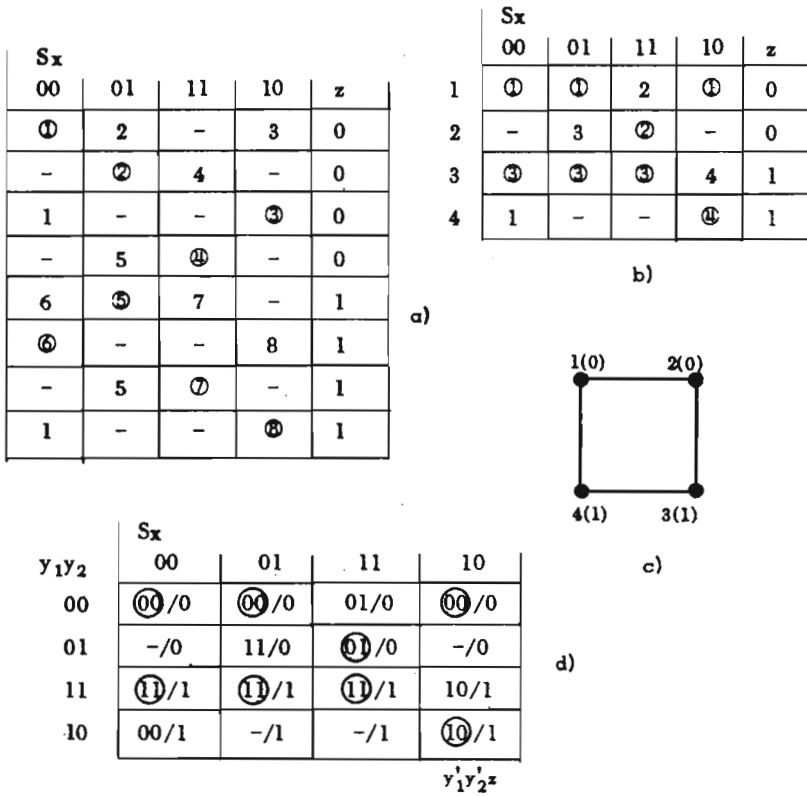 Sx
00 01 11 10 z
① 2 - 3 0
- ② 4 - 0
1 - - ③ 0
- 5 ④ - 0
6 ⑤ 7 - 1
⑥ - - 8 1
- 5 ⑦ - 1
1 - - ⑧ 1
a)
Sx
00 01 11 10 z
1 ① ① 2 ① 0
2 - 3 ② - 0
3 ③ ③ ③ 4 1
4 1 - - ④ 1
b)
1(0) 2(0)
4(1) 3(1)
c)
Sx
y₁y₂ 00 01 11 10
00 00/0 00/0 01/0 00/0
01 -/0 11/0 01/0 -/0
11 11/1 11/1 11/1 10/1
10 00/1 -/1 -/1 10/1
y₁'y₂'z
d)